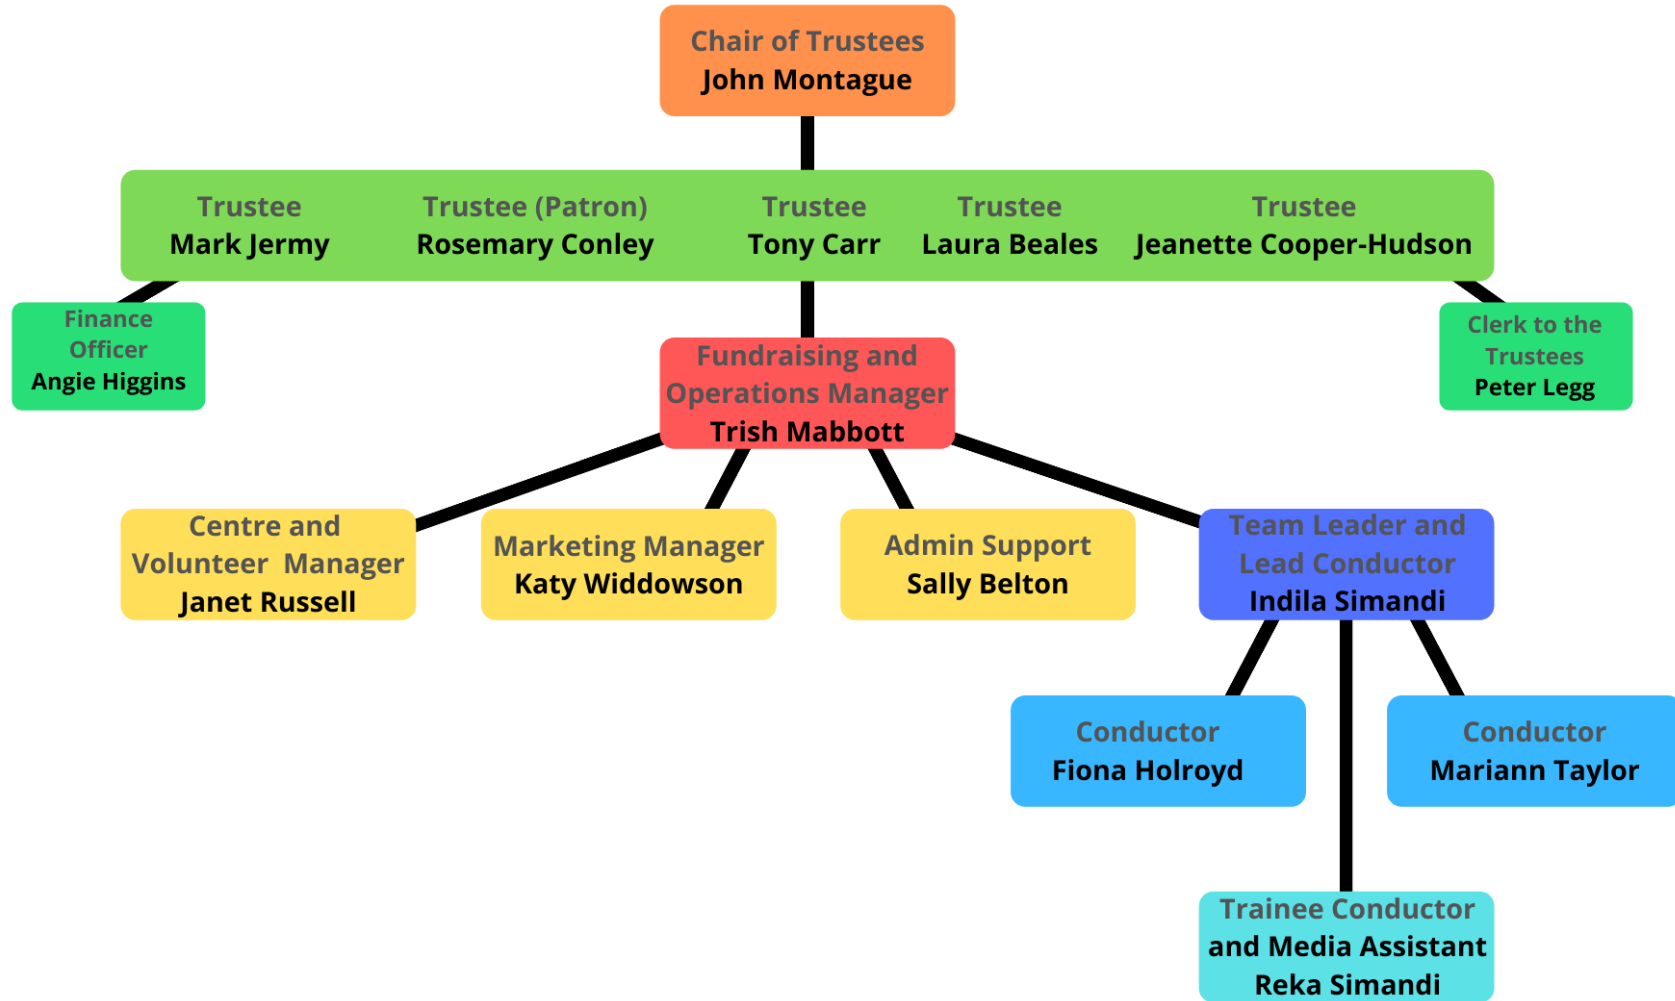 Chair of Trustees
John Montague
Trustee
Mark Jermy
Trustee (Patron)
Rosemary Conley
Trustee
Tony Carr
Trustee
Laura Beales
Trustee
Jeanette Cooper-Hudson
Finance
Officer
Angie Higgins
Fundraising and
Operations Manager
Trish Mabbott
Clerk to the
Trustees
Peter Legg
Centre and
Volunteer Manager
Janet Russell
Marketing Manager
Katy Widdowson
Admin Support
Sally Belton
Team Leader and
Lead Conductor
Indila Simandi
Conductor
Fiona Holroyd
Conductor
Mariann Taylor
Trainee Conductor
and Media Assistant
Reka Simandi